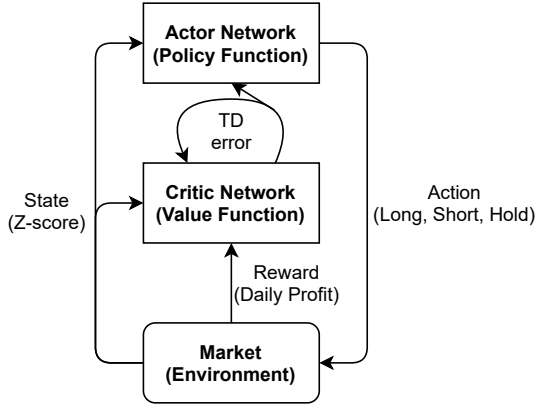 Actor Network
(Policy Function)
TD
error
Critic Network
(Value Function)
State
(Z-score)
Action
(Long, Short, Hold)
Reward
(Daily Profit)
Market
(Environment)